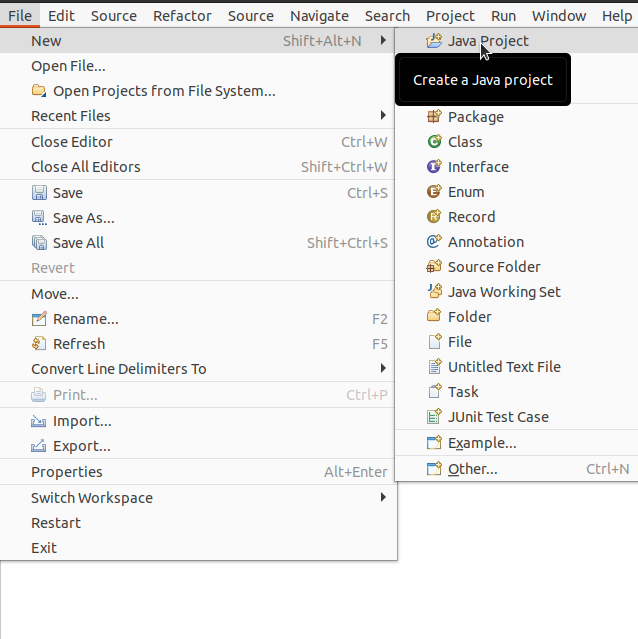 File Edit Source Refactor Source Navigate Search Project Run Window Help
New Shift+Alt+N
Open File...
Open Projects from File System...
Recent Files
Close Editor Ctrl+W
Close All Editors Shift+Ctrl+W
Save Ctrl+S
Save As...
Save All Shift+Ctrl+S
Revert
Move...
Rename... F2
Refresh F5
Convert Line Delimiters To
Print... Ctrl+P
Import...
Export...
Properties Alt+Enter
Switch Workspace
Restart
Exit
Java Project
Create a Java project
Package
Class
Interface
Enum
Record
Annotation
Source Folder
Java Working Set
Folder
File
Untitled Text File
Task
JUnit Test Case
Example...
Other... Ctrl+N